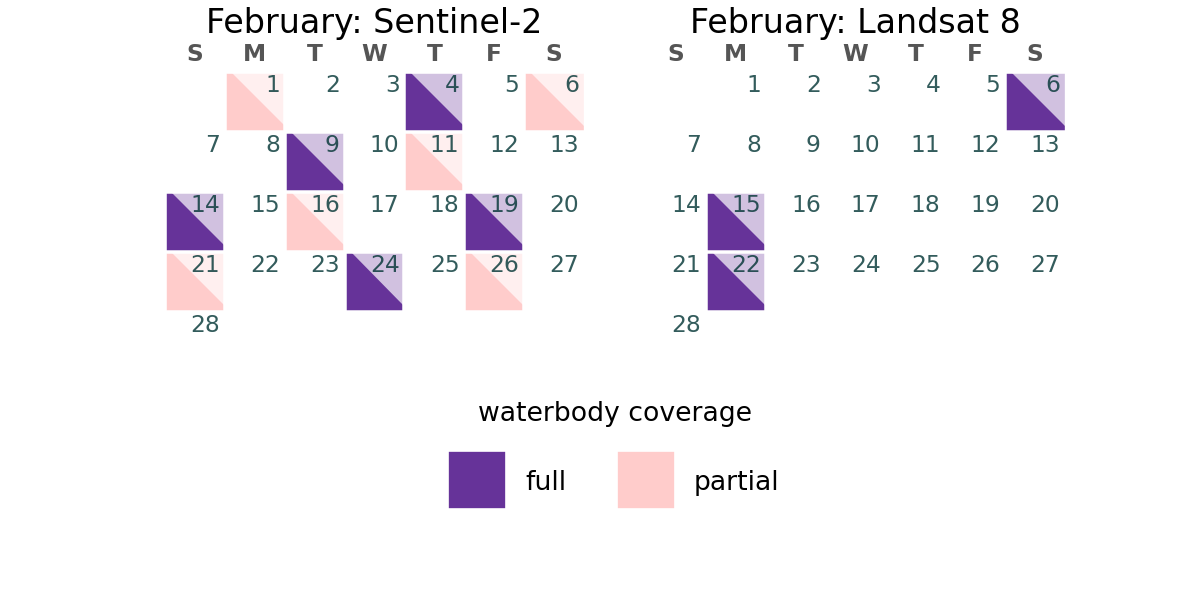 February: Sentinel-2
S M T W T F S
1 2 3 4 5 6
7 8 9 10 11 12 13
14 15 16 17 18 19 20
21 22 23 24 25 26 27
28
February: Landsat 8
S M T W T F S
1 2 3 4 5 6
7 8 9 10 11 12 13
14 15 16 17 18 19 20
21 22 23 24 25 26 27
28
waterbody coverage
full
partial